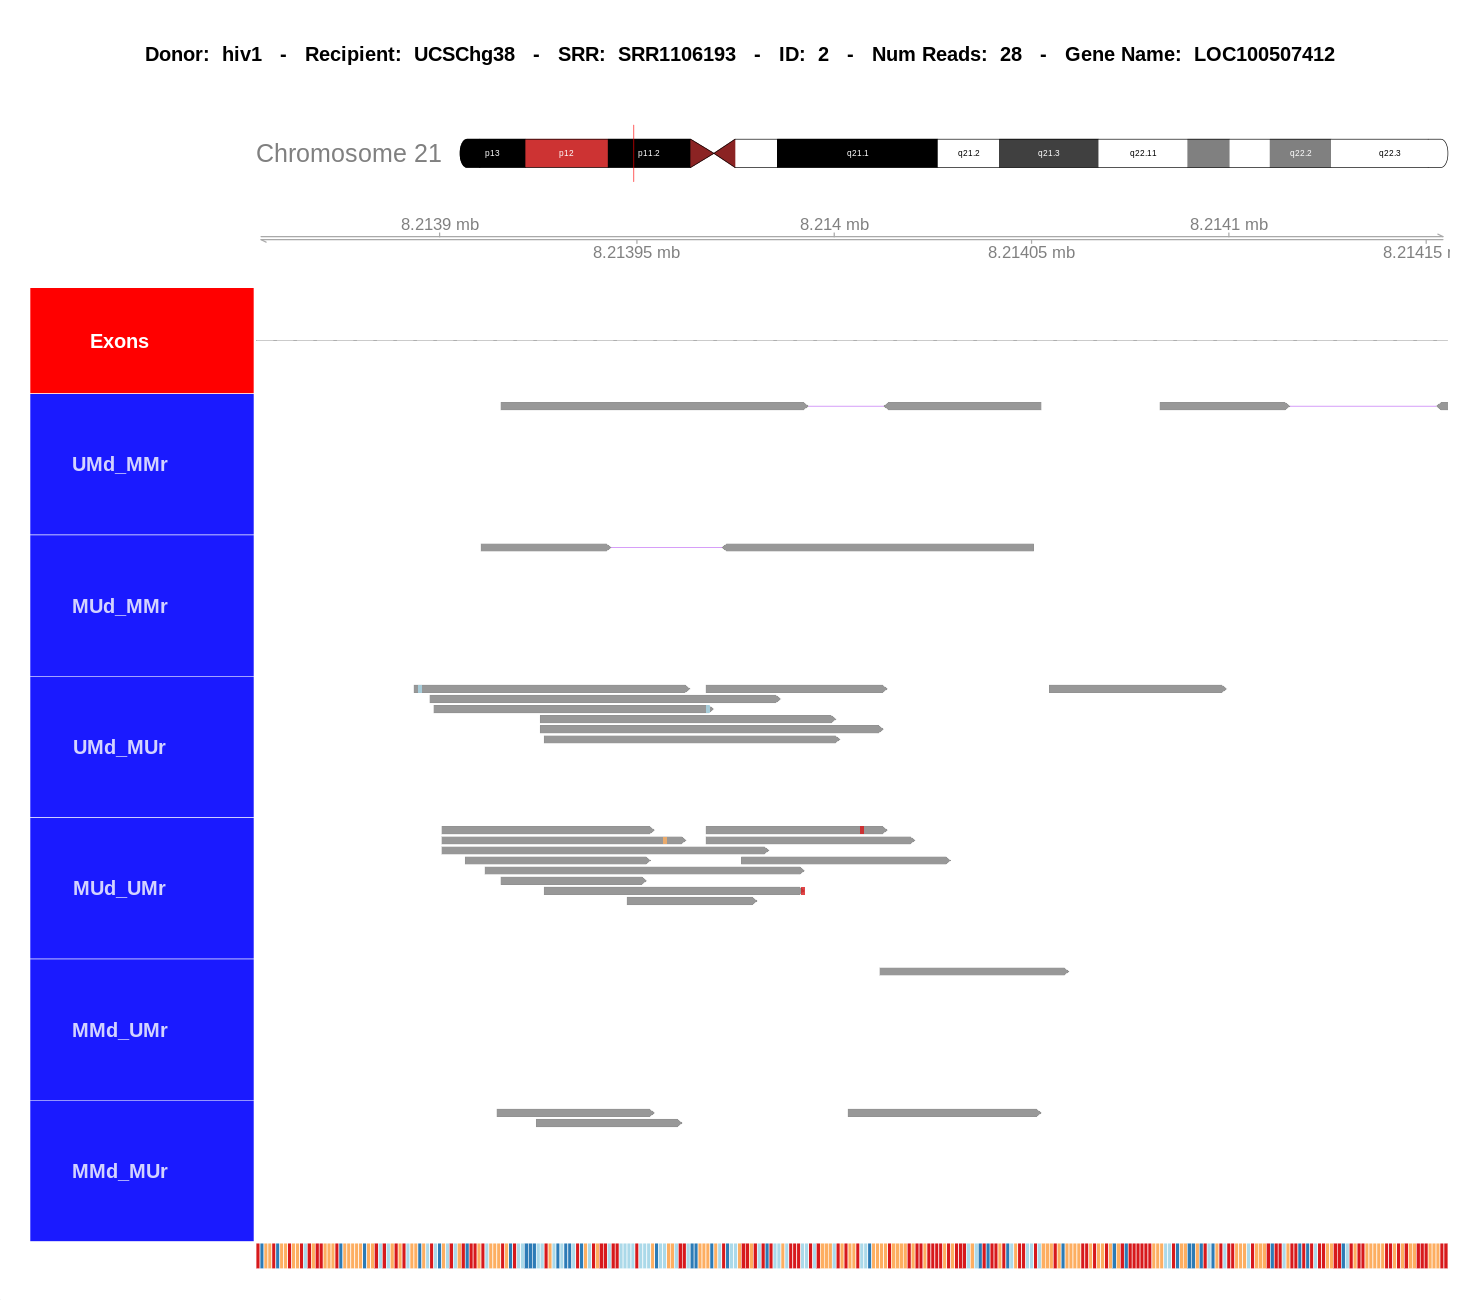 Donor: hiv1 - Recipient: UCSChg38 - SRR: SRR1106193 - ID: 2 - Num Reads: 28 - Gene Name: LOC100507412
Chromosome 21 p13 p12 p11.2 q21.1 q21.2 q21.3 q22.11 q22.2 q22.3
8.2139 mb 8.214 mb 8.2141 mb
8.21395 mb 8.21405 mb 8.21415
Exons
UMd_MMr
MUd_MMr
UMd_MUr
MUd_UMr
MMd_UMr
MMd_MUr